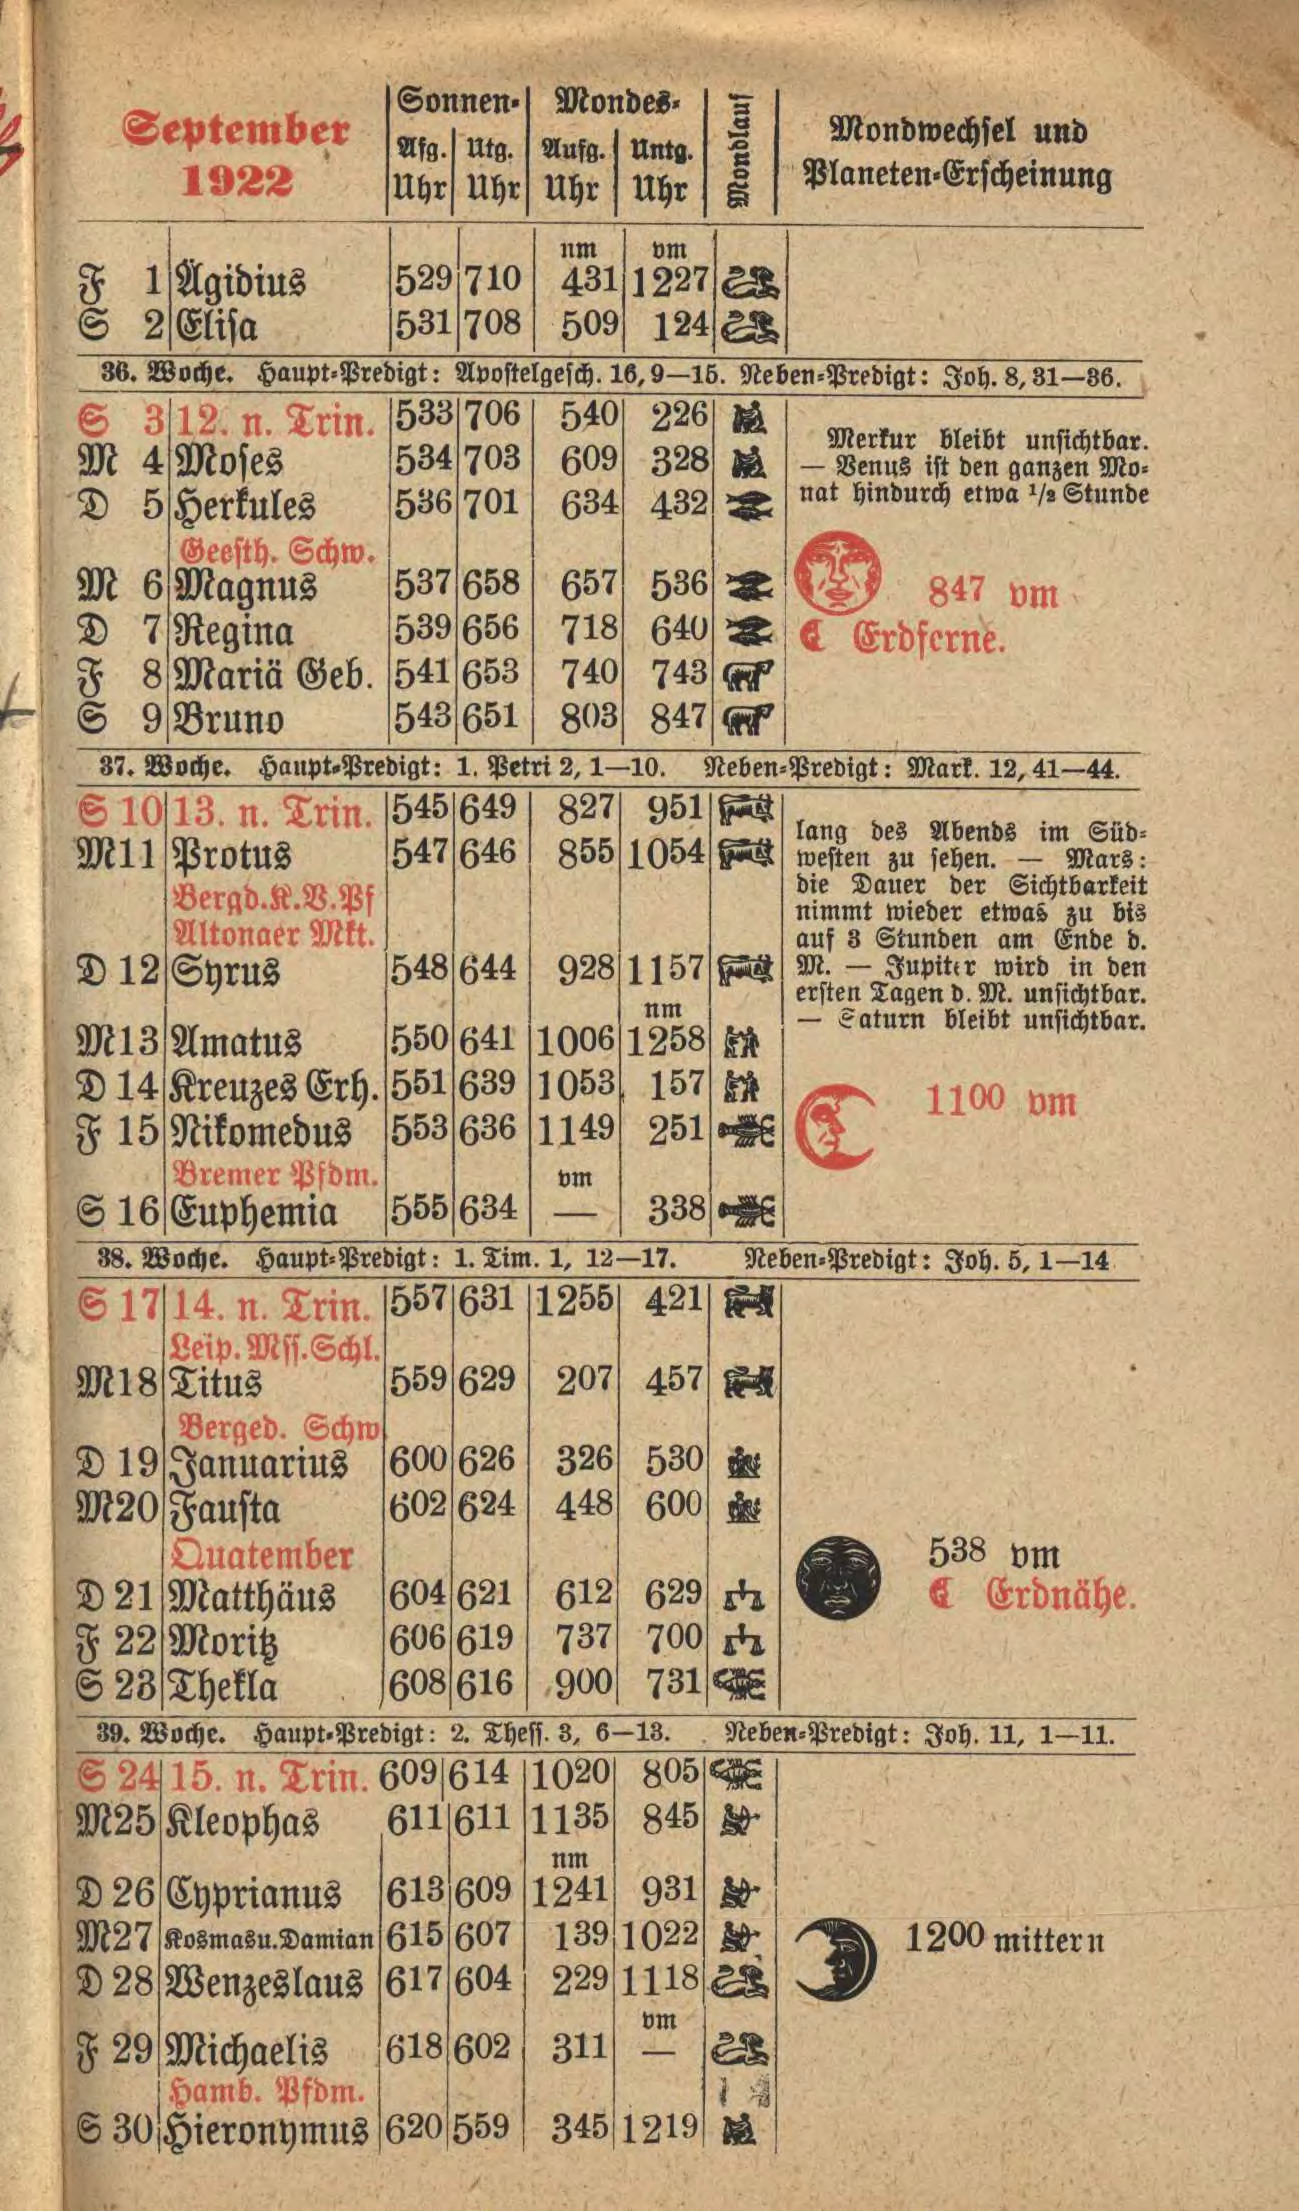 September
1922
Sonnen-
Mondes-
Afg. Utg. Aufg. Untg.
Uhr Uhr Uhr Uhr
Mondlauf
Mondwechsel und
Planeten-Erscheinung
nm vm
F 1 Ägidius 529 710 431 1227
S 2 Elisa 531 708 509 124
36. Woche. Haupt-Predigt: Apostelgesch. 16, 9—15. Neben-Predigt: Joh. 8, 31—36.
S 3 12. n. Trin. 533 706 540 226
M 4 Moses 534 703 609 328
D 5 Herkules 536 701 634 432
Geesth. Schw.
M 6 Magnus 537 658 657 536
D 7 Regina 539 656 718 640
F 8 Mariä Geb. 541 653 740 743
S 9 Bruno 543 651 803 847
Merkur bleibt unsichtbar.
— Venus ist den ganzen Mo-
nat hindurch etwa 1/2 Stunde
847 vm
☾ Erdferne.
37. Woche. Haupt-Predigt: 1. Petri 2, 1—10. Neben-Predigt: Mark. 12, 41—44.
S 10 13. n. Trin. 545 649 827 951
M 11 Protus 547 646 855 1054
Bergd. K. V. Pf
Altonaer Mkt.
D 12 Syrus 548 644 928 1157
nm
M 13 Amatus 550 641 1006 1258
D 14 Kreuzes Erh. 551 639 1053 157
F 15 Nikomedus 553 636 1149 251
Bremer Pfdm. vm
S 16 Euphemia 555 634 — 338
lang des Abends im Süd-
westen zu sehen. — Mars:
die Dauer der Sichtbarkeit
nimmt wieder etwas zu bis
auf 3 Stunden am Ende d.
M. — Jupiter wird in den
ersten Tagen d. M. unsichtbar.
— Saturn bleibt unsichtbar.
1100 vm
38. Woche. Haupt-Predigt: 1. Tim. 1, 12—17. Neben-Predigt: Joh. 5, 1—14
S 17 14. n. Trin. 557 631 1255 421
Leip. Mss. Schl.
M 18 Titus 559 629 207 457
Berged. Schw
D 19 Januarius 600 626 326 530
M 20 Fausta 602 624 448 600
Quatember
D 21 Matthäus 604 621 612 629
F 22 Moritz 606 619 737 700
S 23 Thekla 608 616 900 731
538 vm
☾ Erdnähe.
39. Woche. Haupt-Predigt: 2. Thess. 3, 6—13. Neben-Predigt: Joh. 11, 1—11.
S 24 15. n. Trin. 609 614 1020 805
M 25 Kleophas 611 611 1135 845
nm
D 26 Cyprianus 613 609 1241 931
M 27 Kosmas u. Damian 615 607 139 1022
D 28 Wenzeslaus 617 604 229 1118
vm
F 29 Michaelis 618 602 311 —
Hamb. Pfdm.
S 30 Hieronymus 620 559 345 1219
1200 mittern